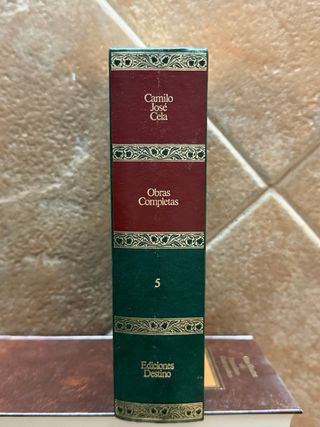 Camilo
José
Cela
Obras
Completas
5
Ediciones
Destino